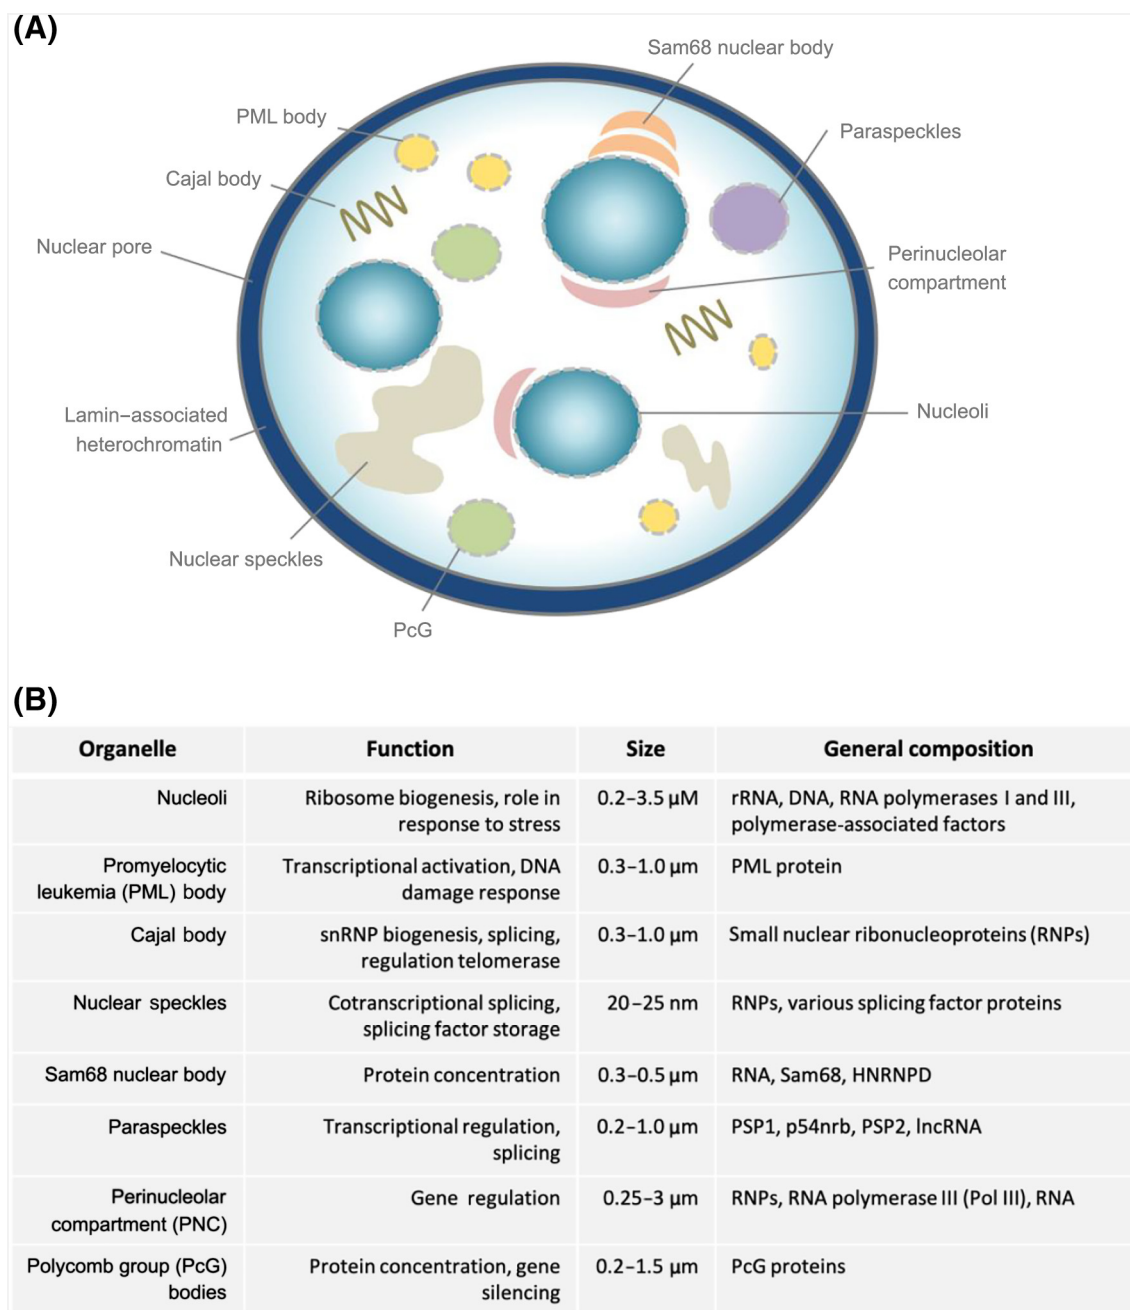 (A)
Sam68 nuclear body
PML body
Paraspeckles
Cajal body
Nuclear pore
Perinucleolar
compartment
Lamin–associated
heterochromatin
Nucleoli
Nuclear speckles
PcG
(B)
Organelle Function Size General composition
Nucleoli Ribosome biogenesis, role in 0.2–3.5 μM rRNA, DNA, RNA polymerases I and III,
response to stress polymerase-associated factors
Promyelocytic Transcriptional activation, DNA 0.3–1.0 μm PML protein
leukemia (PML) body damage response
Cajal body snRNP biogenesis, splicing, 0.3–1.0 μm Small nuclear ribonucleoproteins (RNPs)
regulation telomerase
Nuclear speckles Cotranscriptional splicing, 20–25 nm RNPs, various splicing factor proteins
splicing factor storage
Sam68 nuclear body Protein concentration 0.3–0.5 μm RNA, Sam68, HNRNPD
Paraspeckles Transcriptional regulation, 0.2–1.0 μm PSP1, p54nrb, PSP2, lncRNA
splicing
Perinucleolar Gene regulation 0.25–3 μm RNPs, RNA polymerase III (Pol III), RNA
compartment (PNC)
Polycomb group (PcG) Protein concentration, gene 0.2–1.5 μm PcG proteins
bodies silencing